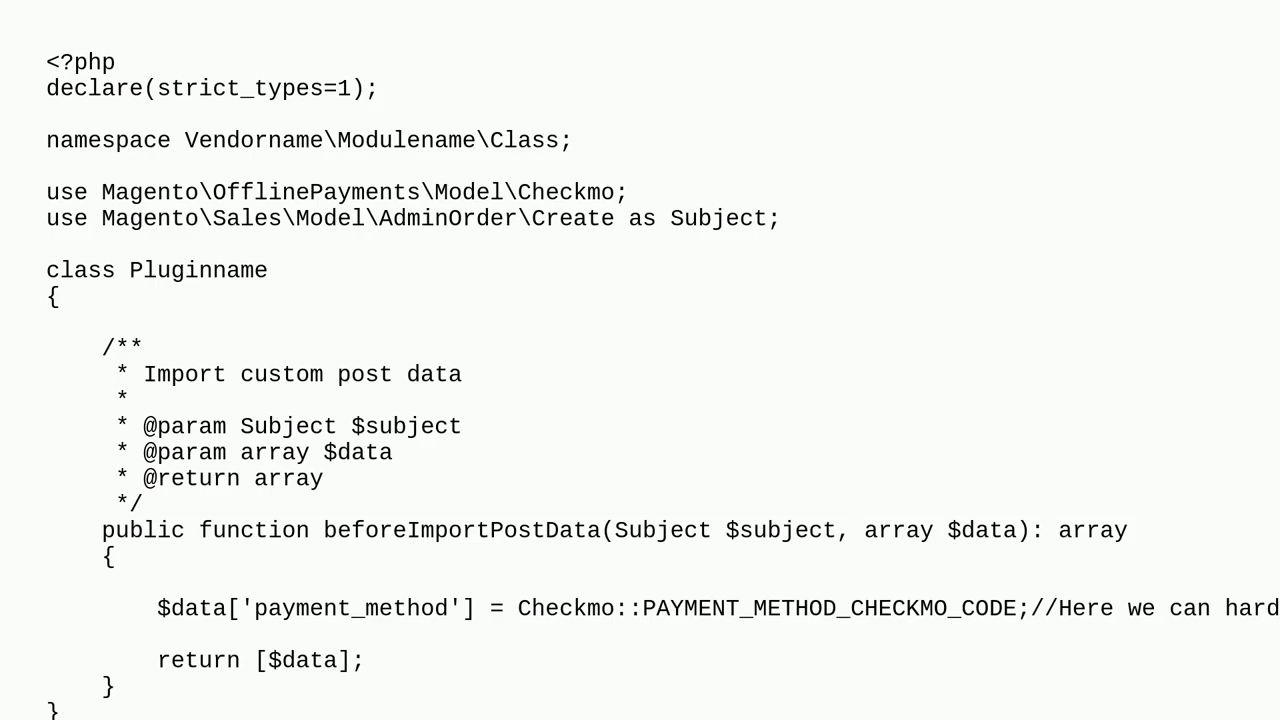 <?php
declare(strict_types=1);
namespace Vendorname\Modulename\Class;
use Magento\OfflinePayments\Model\Checkmo;
use Magento\Sales\Model\AdminOrder\Create as Subject;
class Pluginname
{
/**
* Import custom post data
*
* @param Subject $subject
* @param array $data
* @return array
*/
public function beforeImportPostData(Subject $subject, array $data): array
{
$data['payment_method'] = Checkmo::PAYMENT_METHOD_CHECKMO_CODE;//Here we can hard
return [$data];
}
}